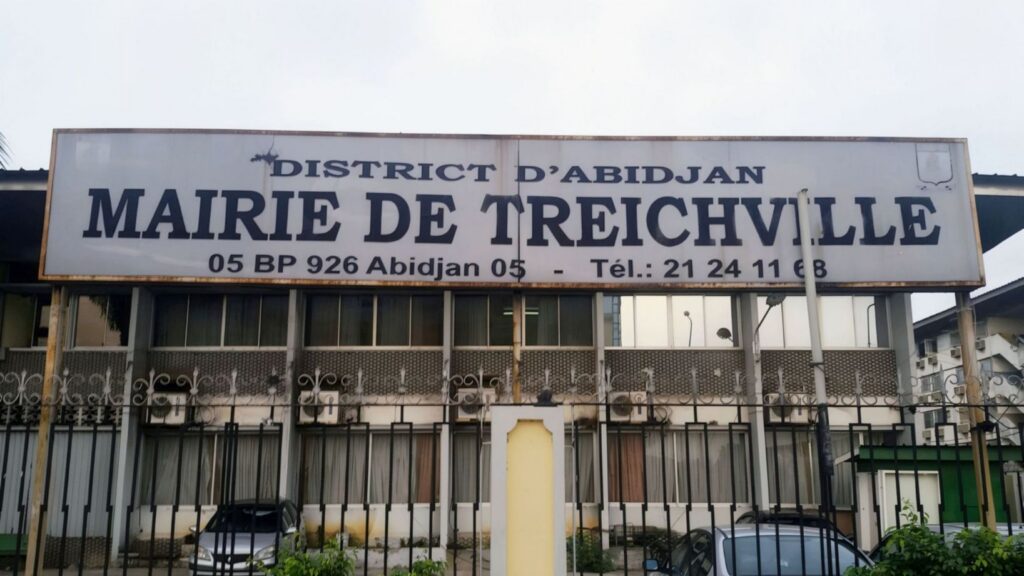 DISTRICT D'ABIDJAN
MAIRIE DE TREICHVILLE
05 BP 926 Abidjan 05 - Tél.: 21 24 11 68